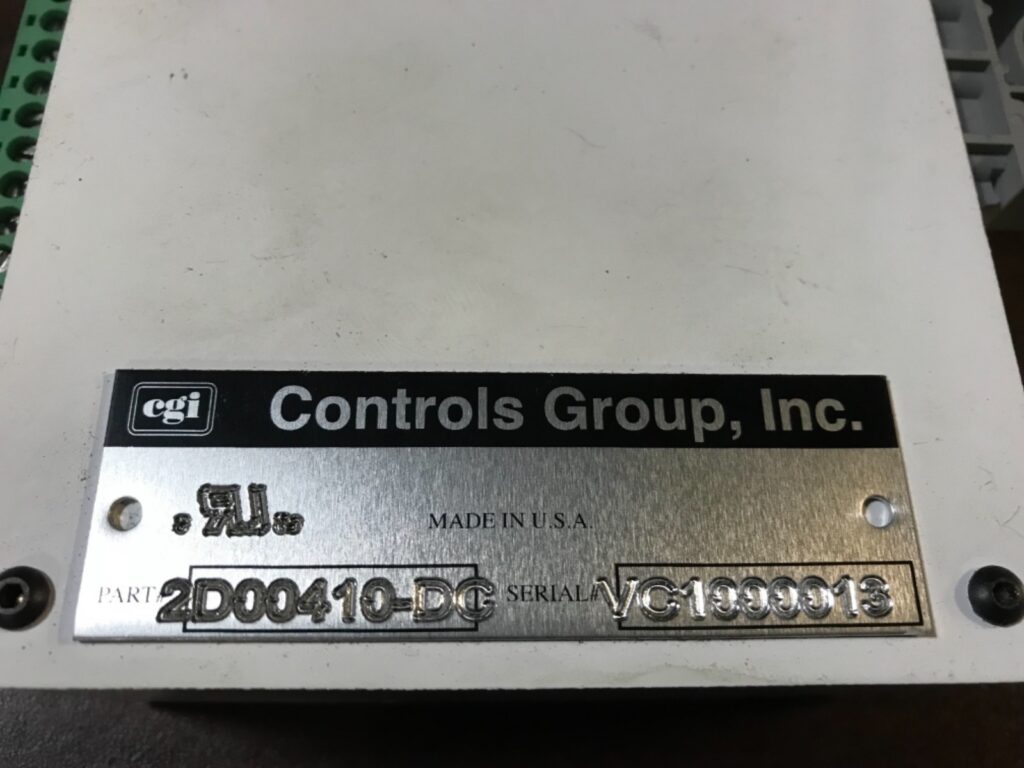 cgi Controls Group, Inc.
MADE IN U.S.A.
PART# 2D00410-DC SERIAL# VC1000013